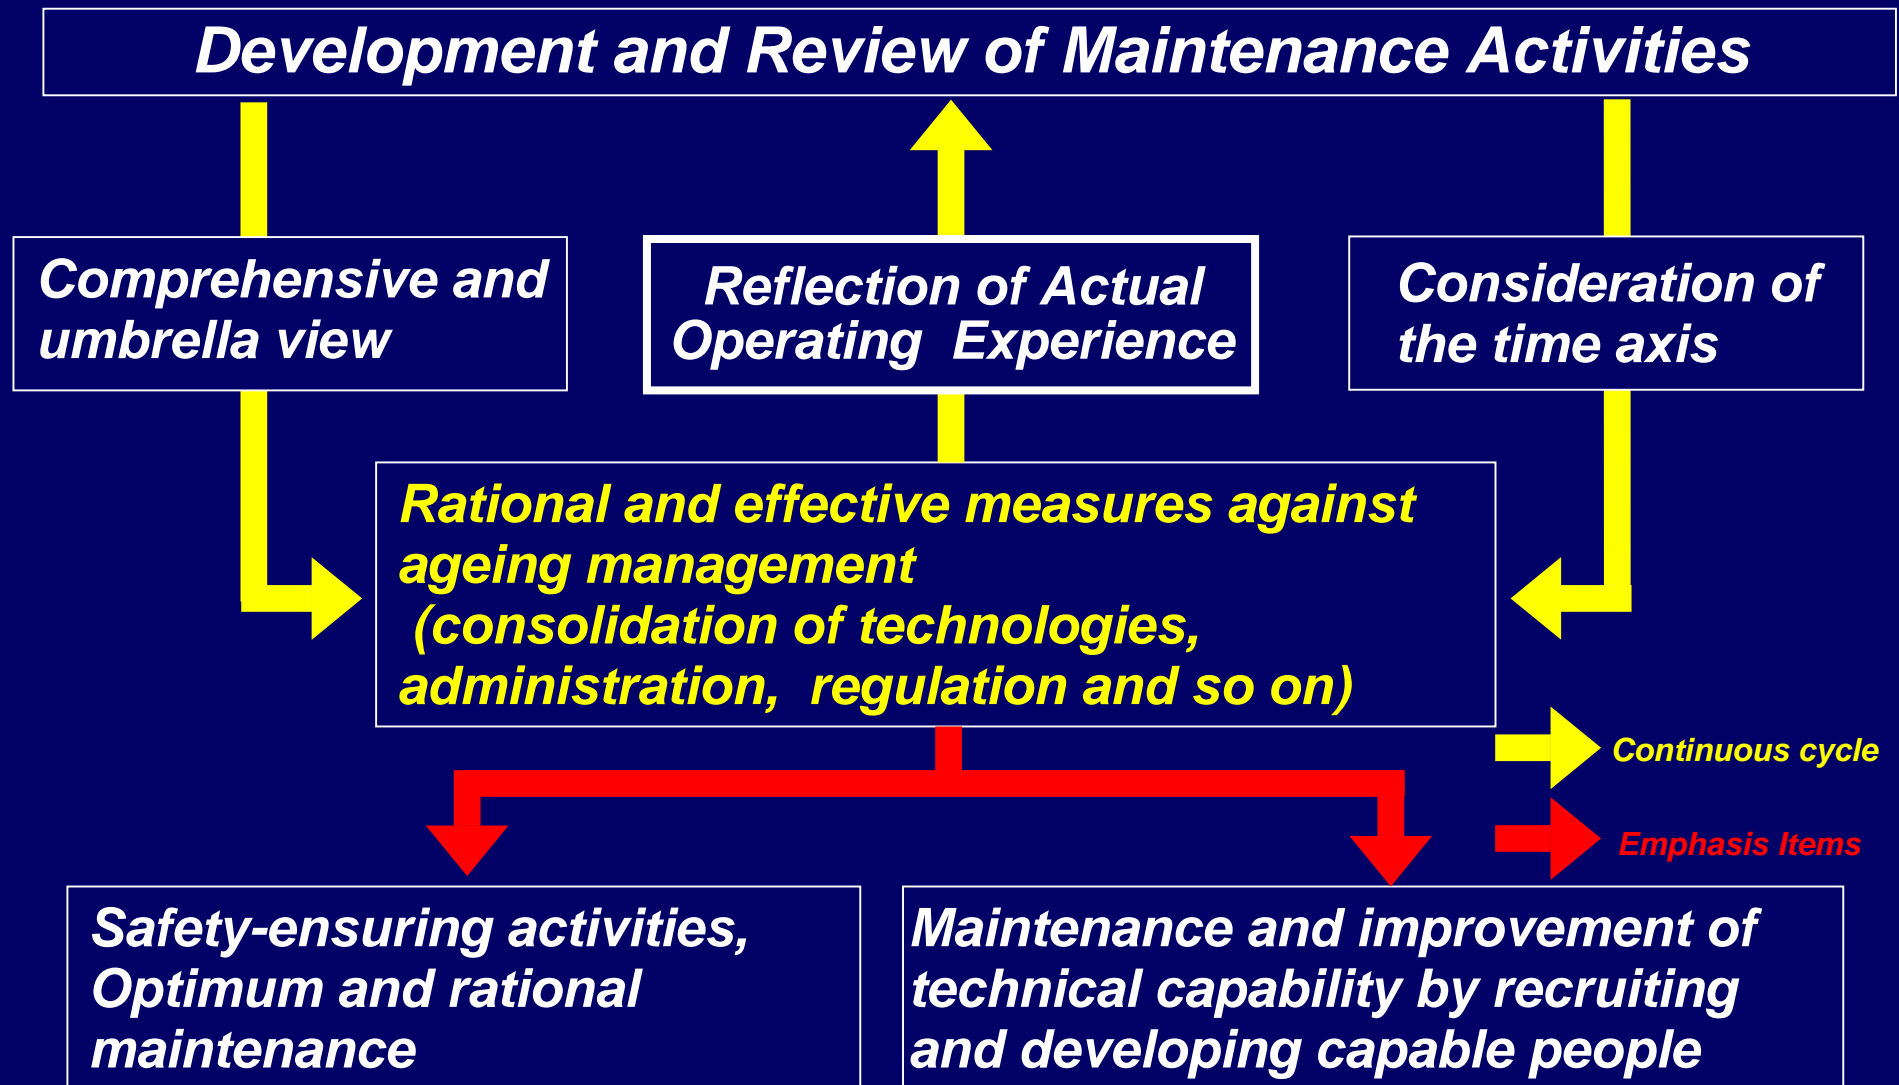 Development and Review of Maintenance Activities
Comprehensive and
umbrella view
Reflection of Actual
Operating  Experience
Consideration of
the time axis
Rational and effective measures against
ageing management
(consolidation of technologies,
administration,  regulation and so on)
Continuous cycle
Emphasis Items
Safety-ensuring activities,
Optimum and rational
maintenance
Maintenance and improvement of
technical capability by recruiting
and developing capable people